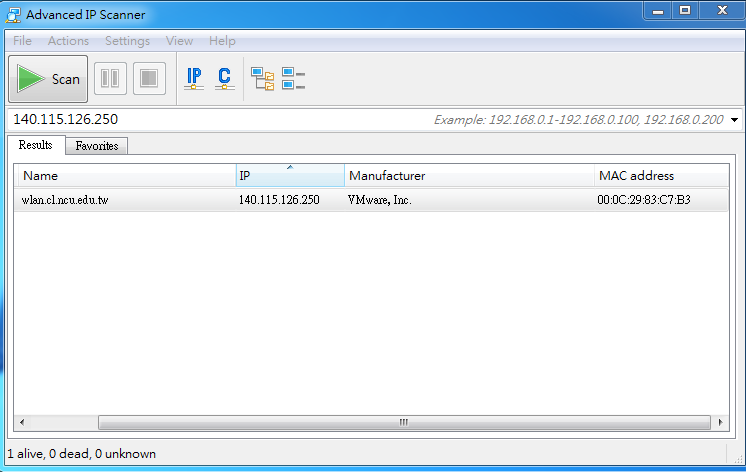 Advanced IP Scanner
File Actions Settings View Help
Scan IP C
140.115.126.250 Example: 192.168.0.1-192.168.0.100, 192.168.0.200
Results Favorites
Name IP Manufacturer MAC address
wlan.cl.ncu.edu.tw 140.115.126.250 VMware, Inc. 00:0C:29:83:C7:B3
1 alive, 0 dead, 0 unknown